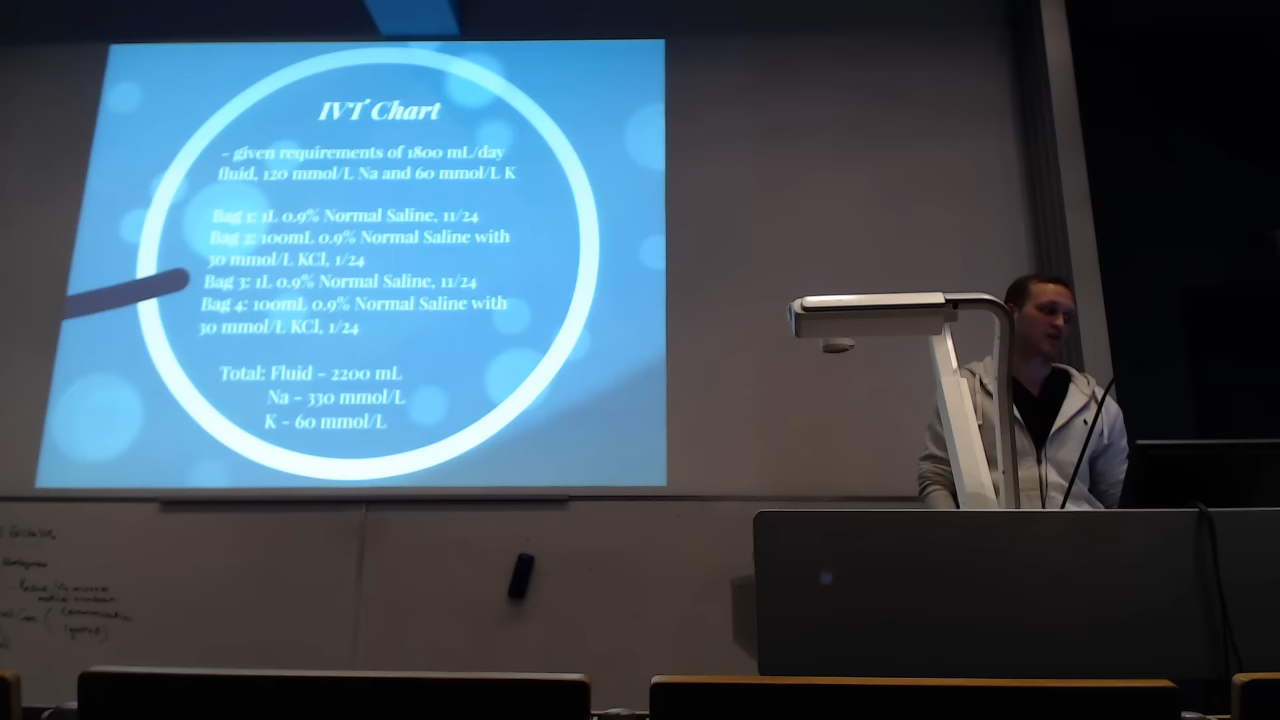 IVT Chart
- given requirements of 1800 mL/day
fluid, 120 mmol/L Na and 60 mmol/L K
Bag 1: 1L 0.9% Normal Saline, 11/24
Bag 2: 100mL 0.9% Normal Saline with
30 mmol/L KCl, 1/24
Bag 3: 1L 0.9% Normal Saline, 11/24
Bag 4: 100mL 0.9% Normal Saline with
30 mmol/L KCl, 1/24
Total: Fluid - 2200 mL
Na - 330 mmol/L
K - 60 mmol/L